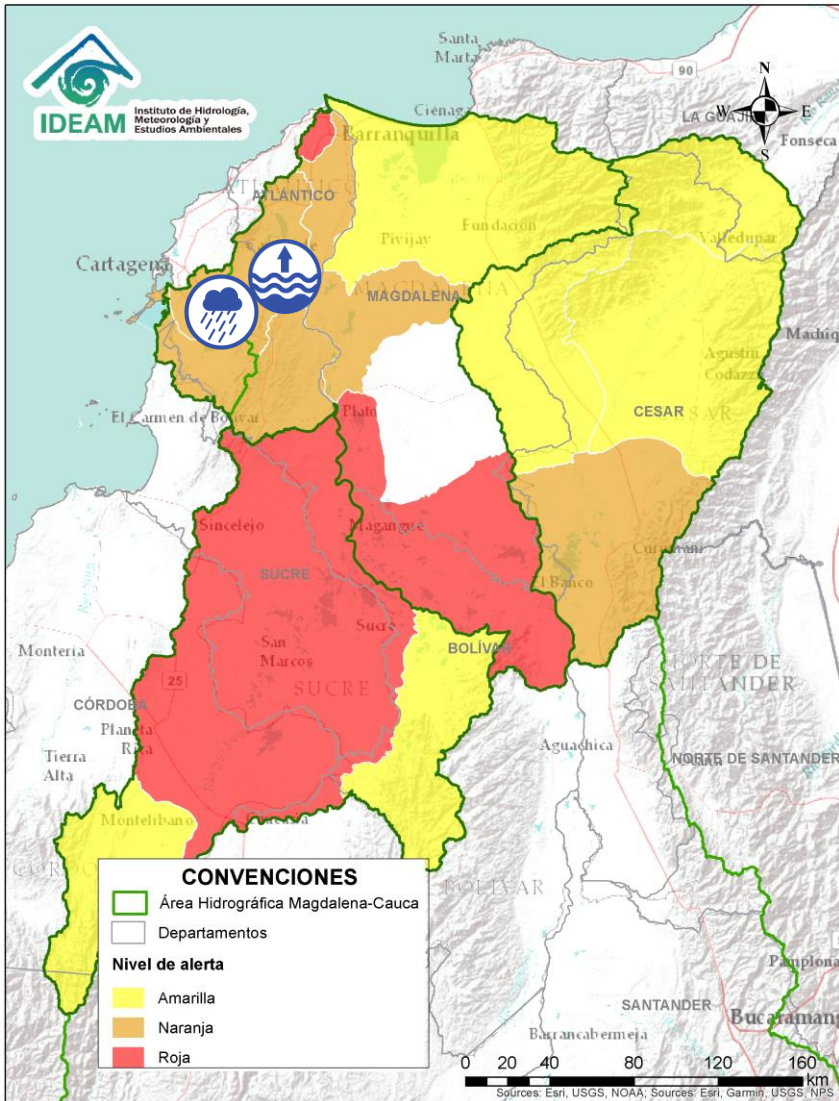 IDEAM
Instituto de Hidrología,
Meteorología y
Estudios Ambientales
Santa
Marta
90
N
W
E
S
LA GUAJI
Fonseca
Ciénaga
Barranquilla
ATLÁNTICO
Cartagena
Pivijay
Fundación
Valledupar
MAGDALENA
Machiq
Agustín
Codazzi
CESAR
El Carmen de Bolívar
Plato
Sincelejo
Magangue
SUCRE
El Banco
Sucre
San
Marcos
SUCRE
BOLÍVAR
Montería
25
CÓRDOBA
Planeta
Rica
Tierra
Alta
NORTE DE
SANTANDER
Aguachica
NORTE DE SANTANDER
Montelíbano
BOLÍVAR
CONVENCIONES
Área Hidrográfica Magdalena-Cauca
Departamentos
Nivel de alerta
Amarilla
Naranja
Roja
Pamplona
SANTANDER
Bucaramang
Barrancabermeja
0 20 40 80 120 160
km
Sources: Esri, USGS, NOAA; Sources: Esri, Garmin, USGS, NPS